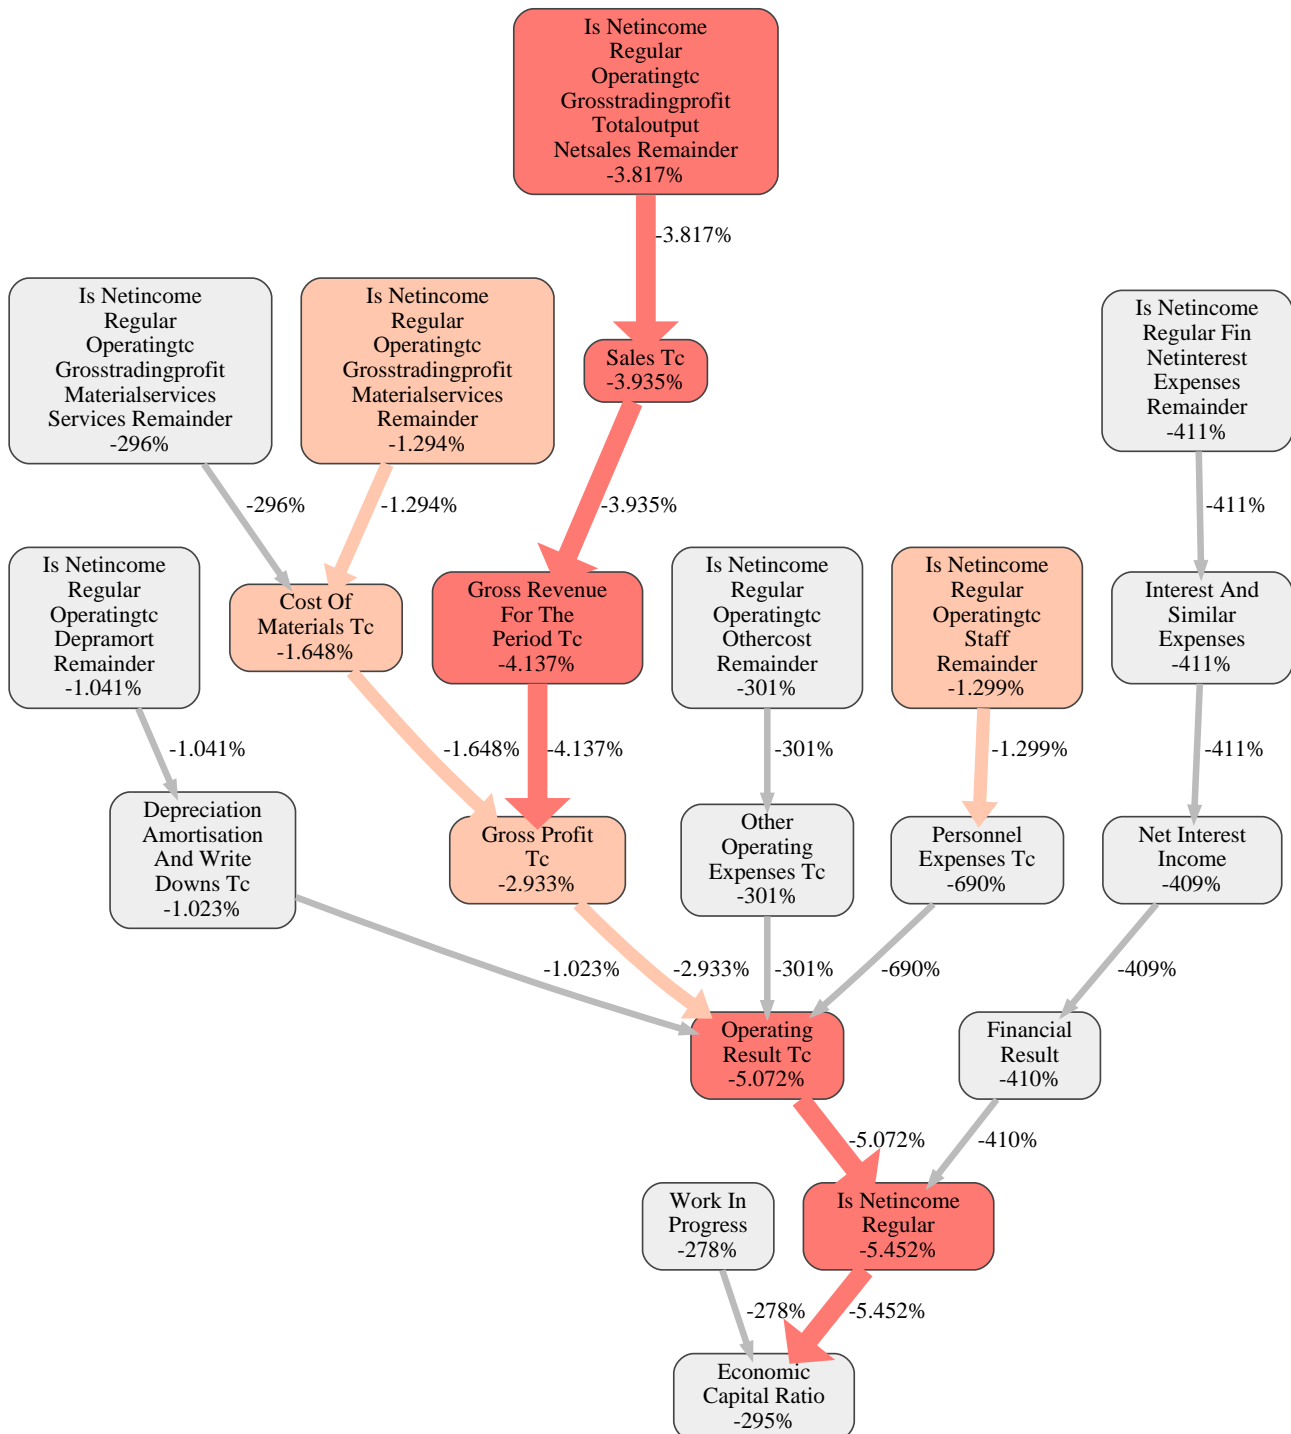 Is Netincome
Regular
Operatingtc
Grosstradingprofit
Totaloutput
Netsales Remainder
-3.817%
-3.817%
Is Netincome
Regular
Operatingtc
Grosstradingprofit
Materialservices
Services Remainder
-296%
Is Netincome
Regular
Operatingtc
Grosstradingprofit
Materialservices
Remainder
-1.294%
Sales Tc
-3.935%
Is Netincome
Regular Fin
Netinterest
Expenses
Remainder
-411%
-296%
-1.294%
-3.935%
-411%
Is Netincome
Regular
Operatingtc
Depramort
Remainder
-1.041%
Cost Of
Materials Tc
-1.648%
Gross Revenue
For The
Period Tc
-4.137%
Is Netincome
Regular
Operatingtc
Othercost
Remainder
-301%
Is Netincome
Regular
Operatingtc
Staff
Remainder
-1.299%
Interest And
Similar
Expenses
-411%
-1.041%
-1.648%
-4.137%
-301%
-1.299%
-411%
Depreciation
Amortisation
And Write
Downs Tc
-1.023%
Gross Profit
Tc
-2.933%
Other
Operating
Expenses Tc
-301%
Personnel
Expenses Tc
-690%
Net Interest
Income
-409%
-1.023%
-2.933%
-301%
-690%
-409%
Operating
Result Tc
-5.072%
Financial
Result
-410%
-5.072%
-410%
Work In
Progress
-278%
Is Netincome
Regular
-5.452%
-278%
-5.452%
Economic
Capital Ratio
-295%